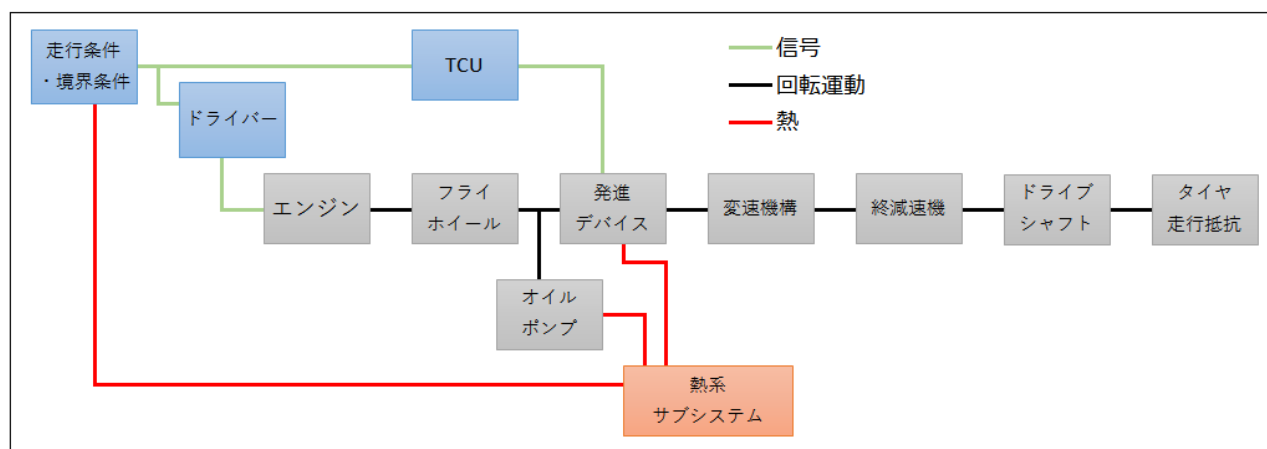 走行条件
・境界条件
TCU
信号
回転運動
熱
ドライバー
エンジン
フライ
ホイール
発進
デバイス
変速機構
終減速機
ドライブ
シャフト
タイヤ
走行抵抗
オイル
ポンプ
熱系
サブシステム